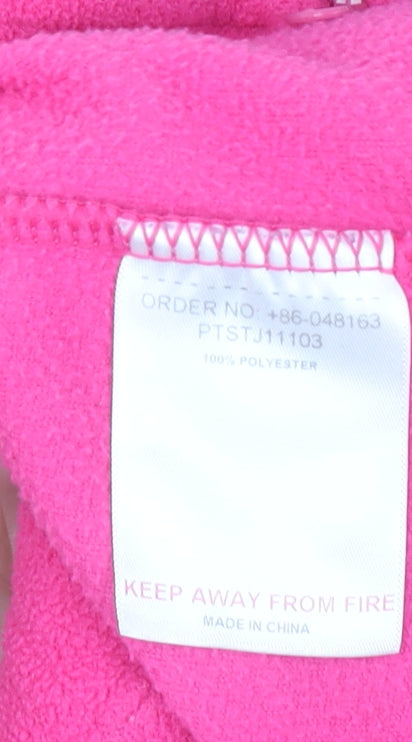 ORDER NO: +86-048163
PTSTJ11103
100% POLYESTER
KEEP AWAY FROM FIRE
MADE IN CHINA